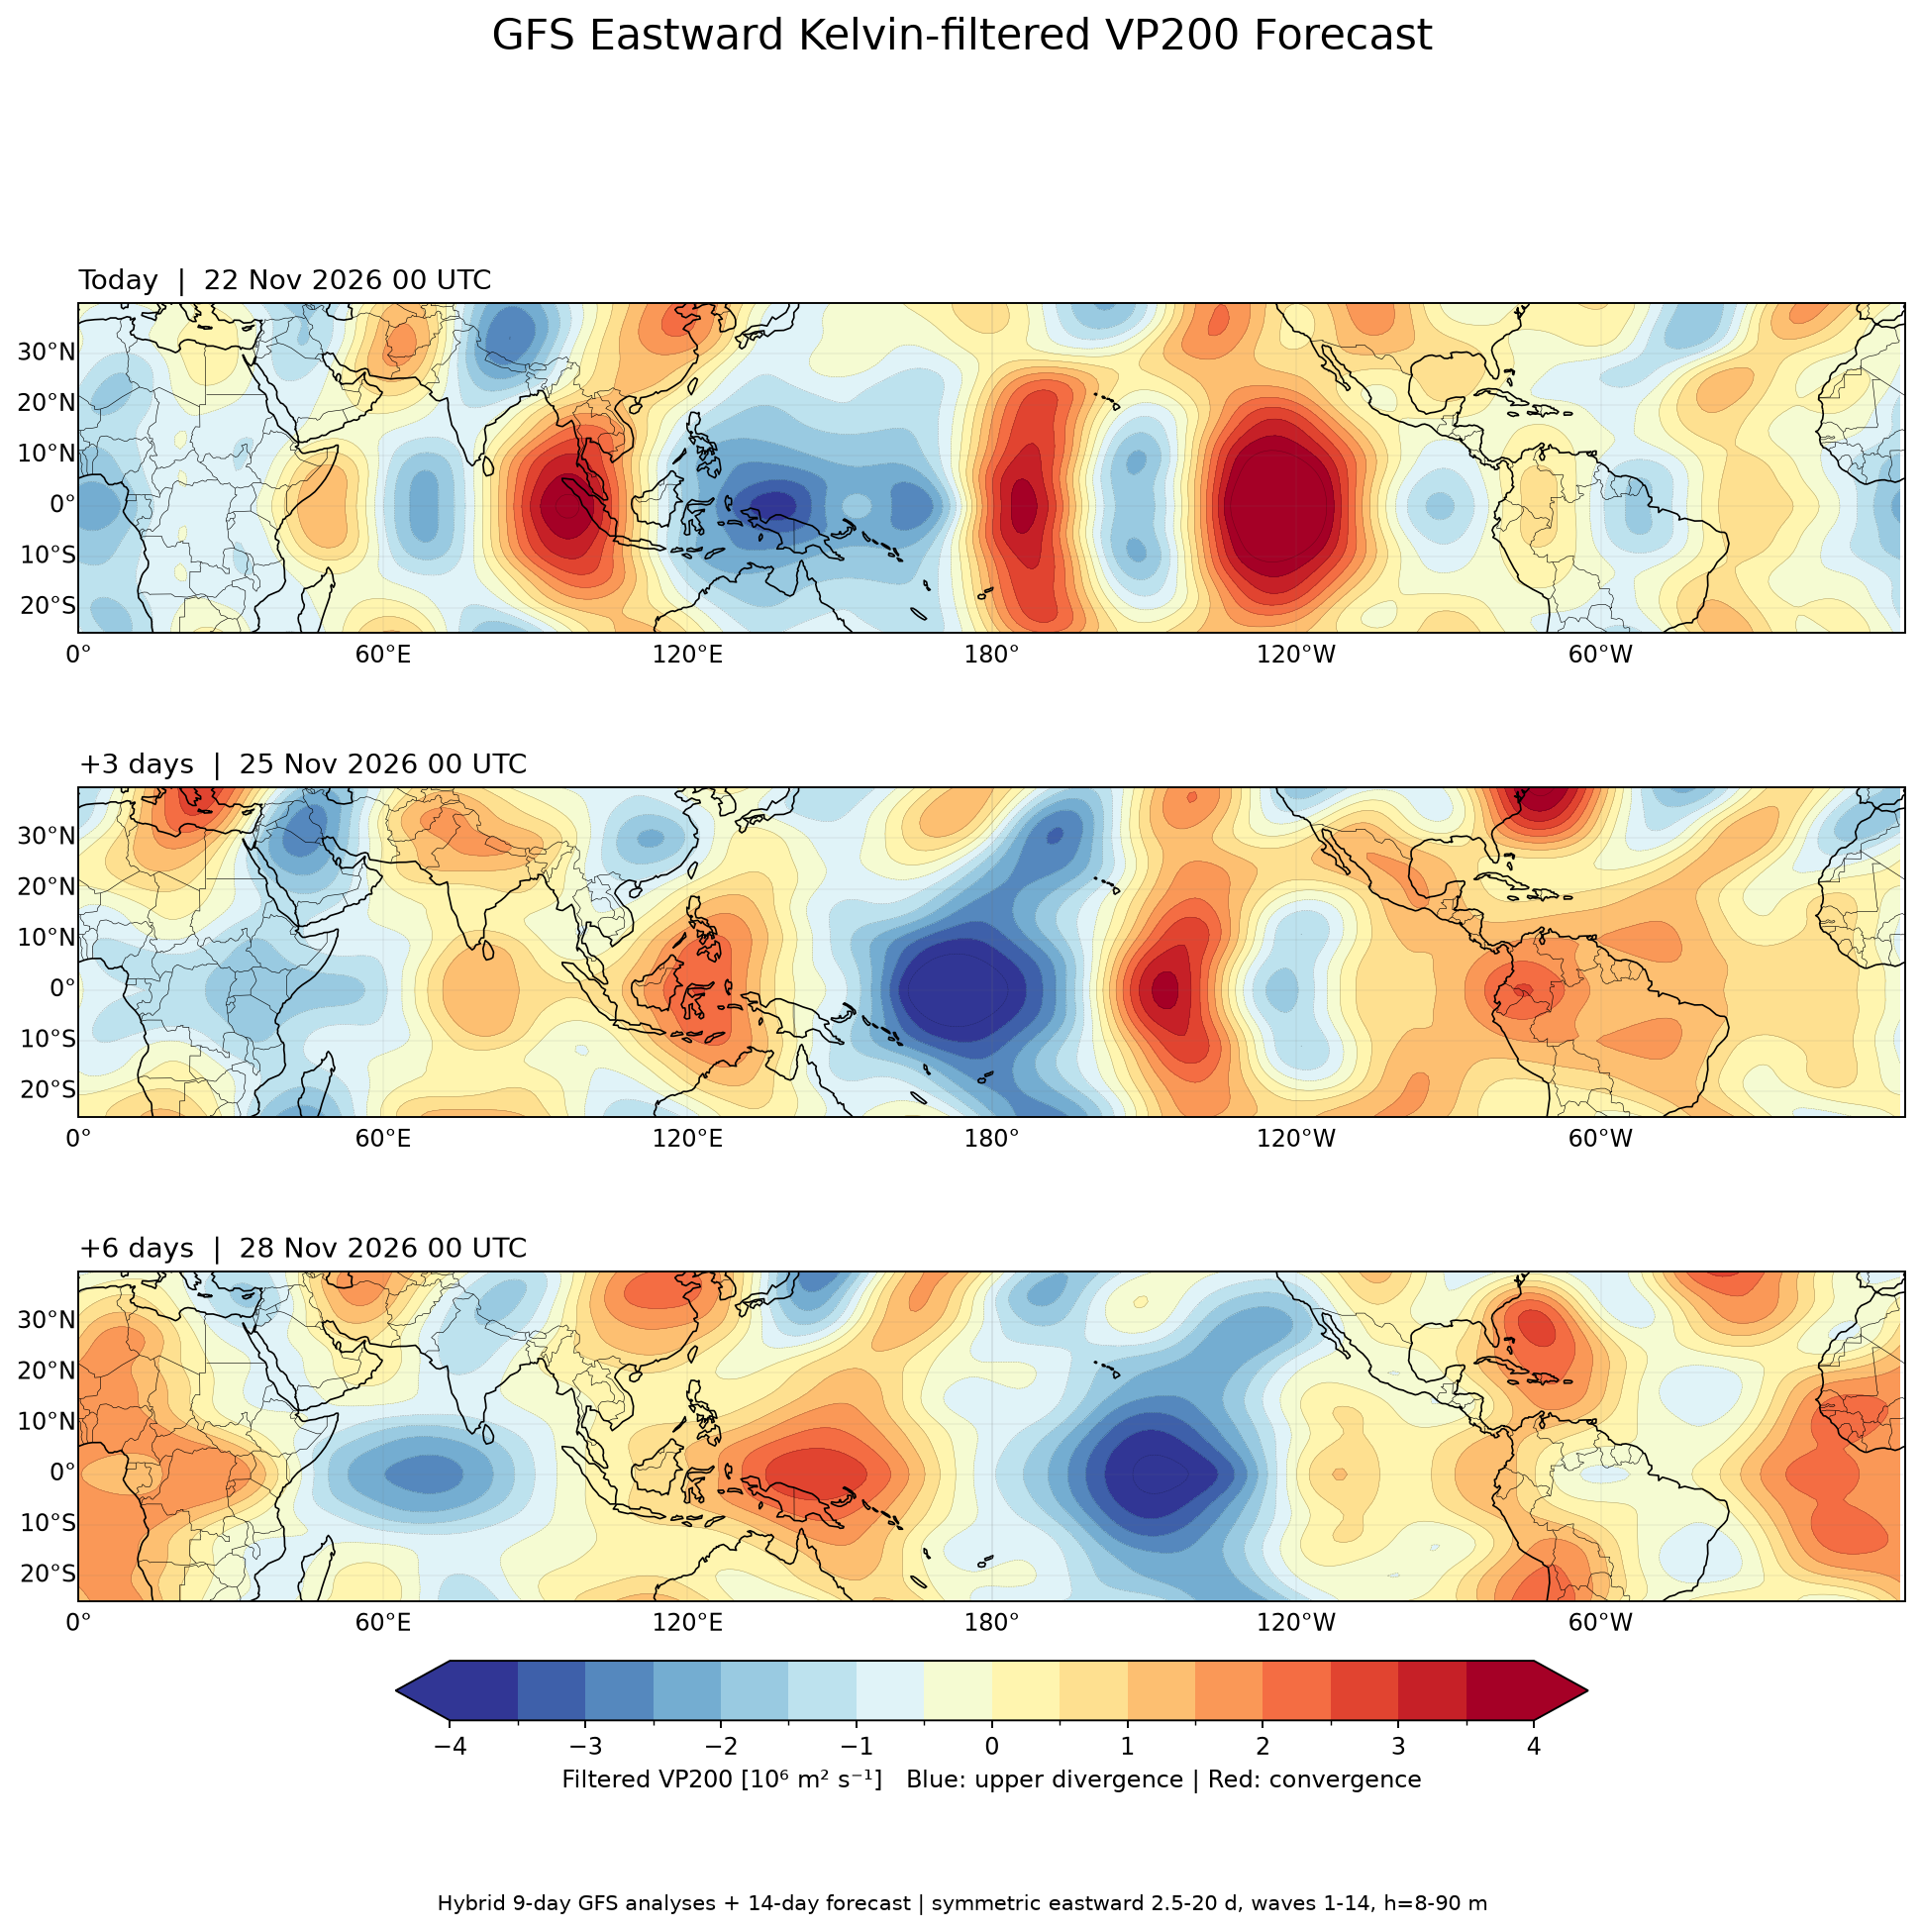 GFS Eastward Kelvin-filtered VP200 Forecast
Today | 22 Nov 2026 00 UTC
30°N
20°N
10°N
0°
10°S
20°S
0° 60°E 120°E 180° 120°W 60°W
+3 days | 25 Nov 2026 00 UTC
30°N
20°N
10°N
0°
10°S
20°S
0° 60°E 120°E 180° 120°W 60°W
+6 days | 28 Nov 2026 00 UTC
30°N
20°N
10°N
0°
10°S
20°S
0° 60°E 120°E 180° 120°W 60°W
−4 −3 −2 −1 0 1 2 3 4
Filtered VP200 [10⁶ m² s⁻¹] Blue: upper divergence | Red: convergence
Hybrid 9-day GFS analyses + 14-day forecast | symmetric eastward 2.5-20 d, waves 1-14, h=8-90 m